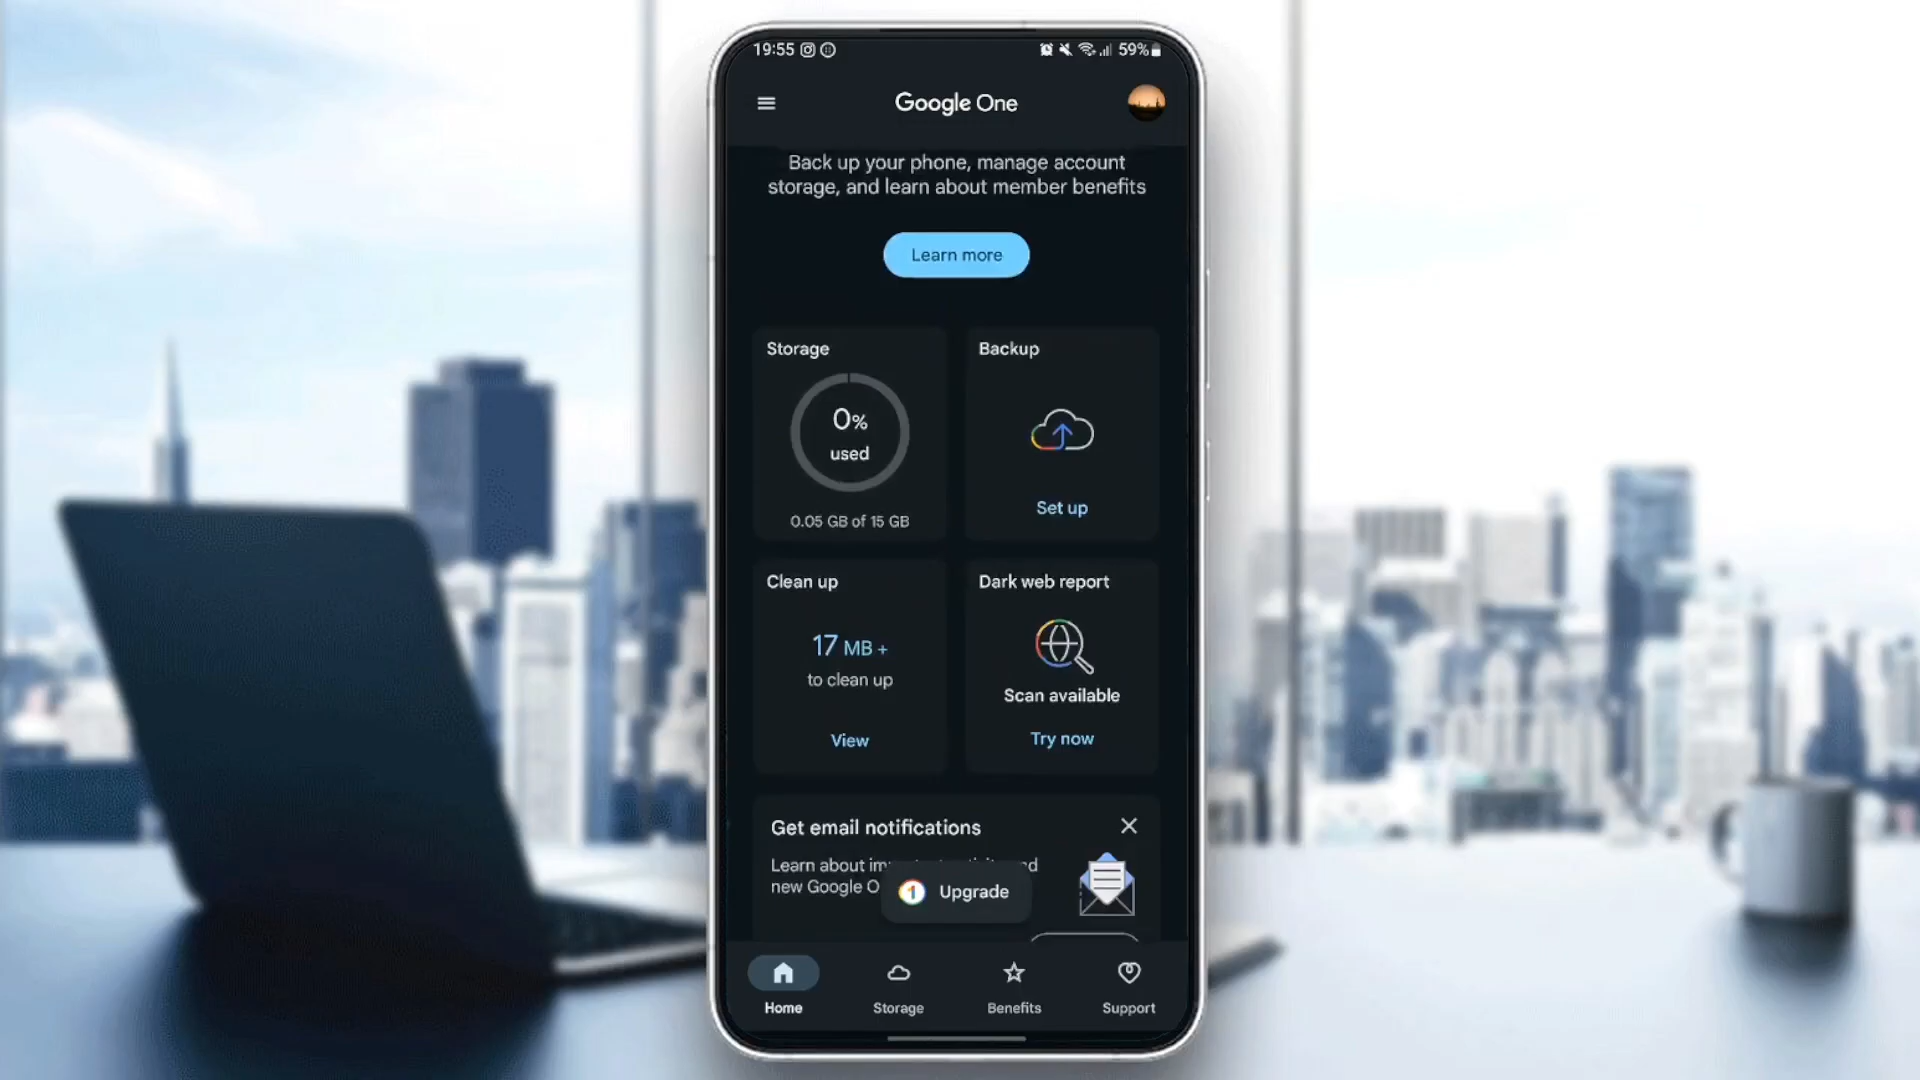 19:55
59%
Google One
Back up your phone, manage account
storage, and learn about member benefits
Learn more
Storage
Backup
0%
used
0.05 GB of 15 GB
Set up
Clean up
Dark web report
17 MB +
to clean up
Scan available
View
Try now
Get email notifications
Learn about
new Google
1 Upgrade
Home
Storage
Benefits
Support